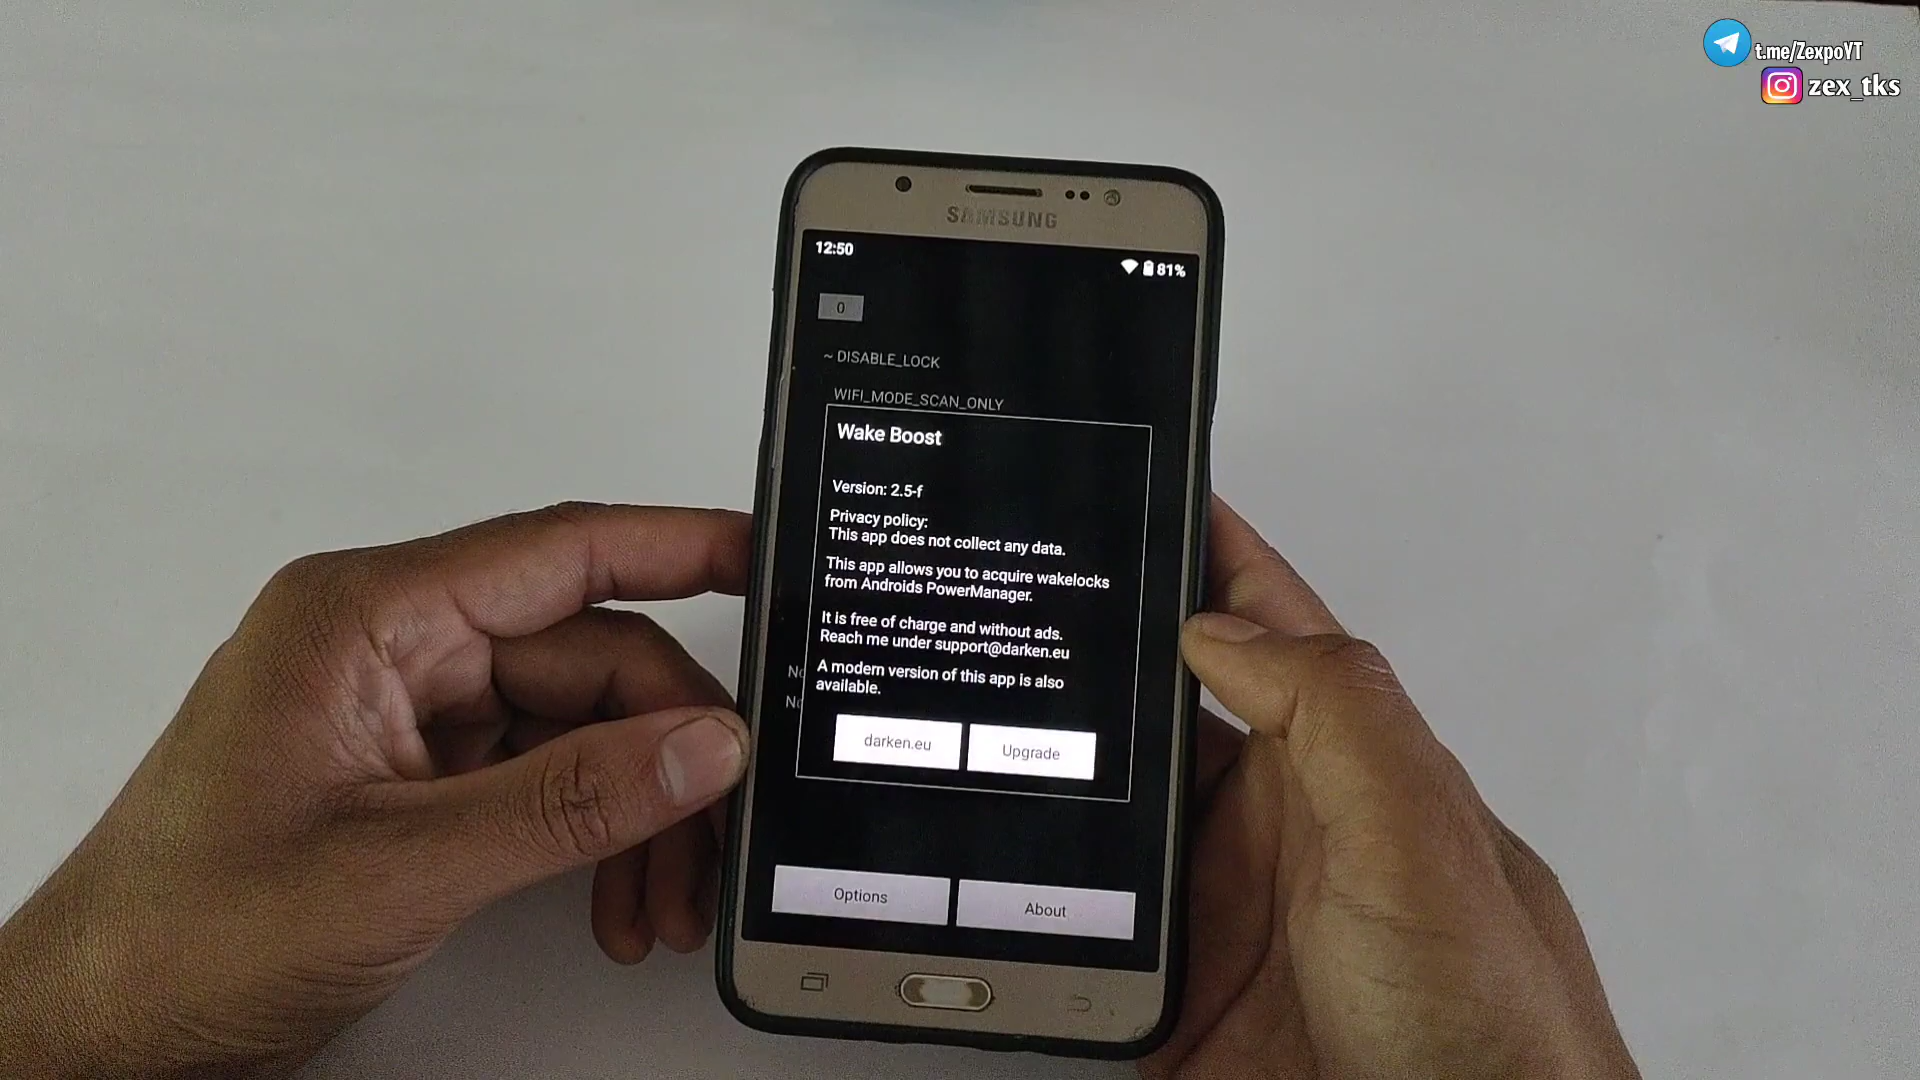 t.me/ZexpoYT
zex_tks
SAMSUNG
12:50
81%
0
~ DISABLE_LOCK
WIFI_MODE_SCAN_ONLY
Wake Boost
Version: 2.5-f
Privacy policy:
This app does not collect any data.
This app allows you to acquire wakelocks
from Androids PowerManager.
It is free of charge and without ads.
Reach me under support@darken.eu
A modern version of this app is also
available.
No
No
darken.eu
Upgrade
Options
About